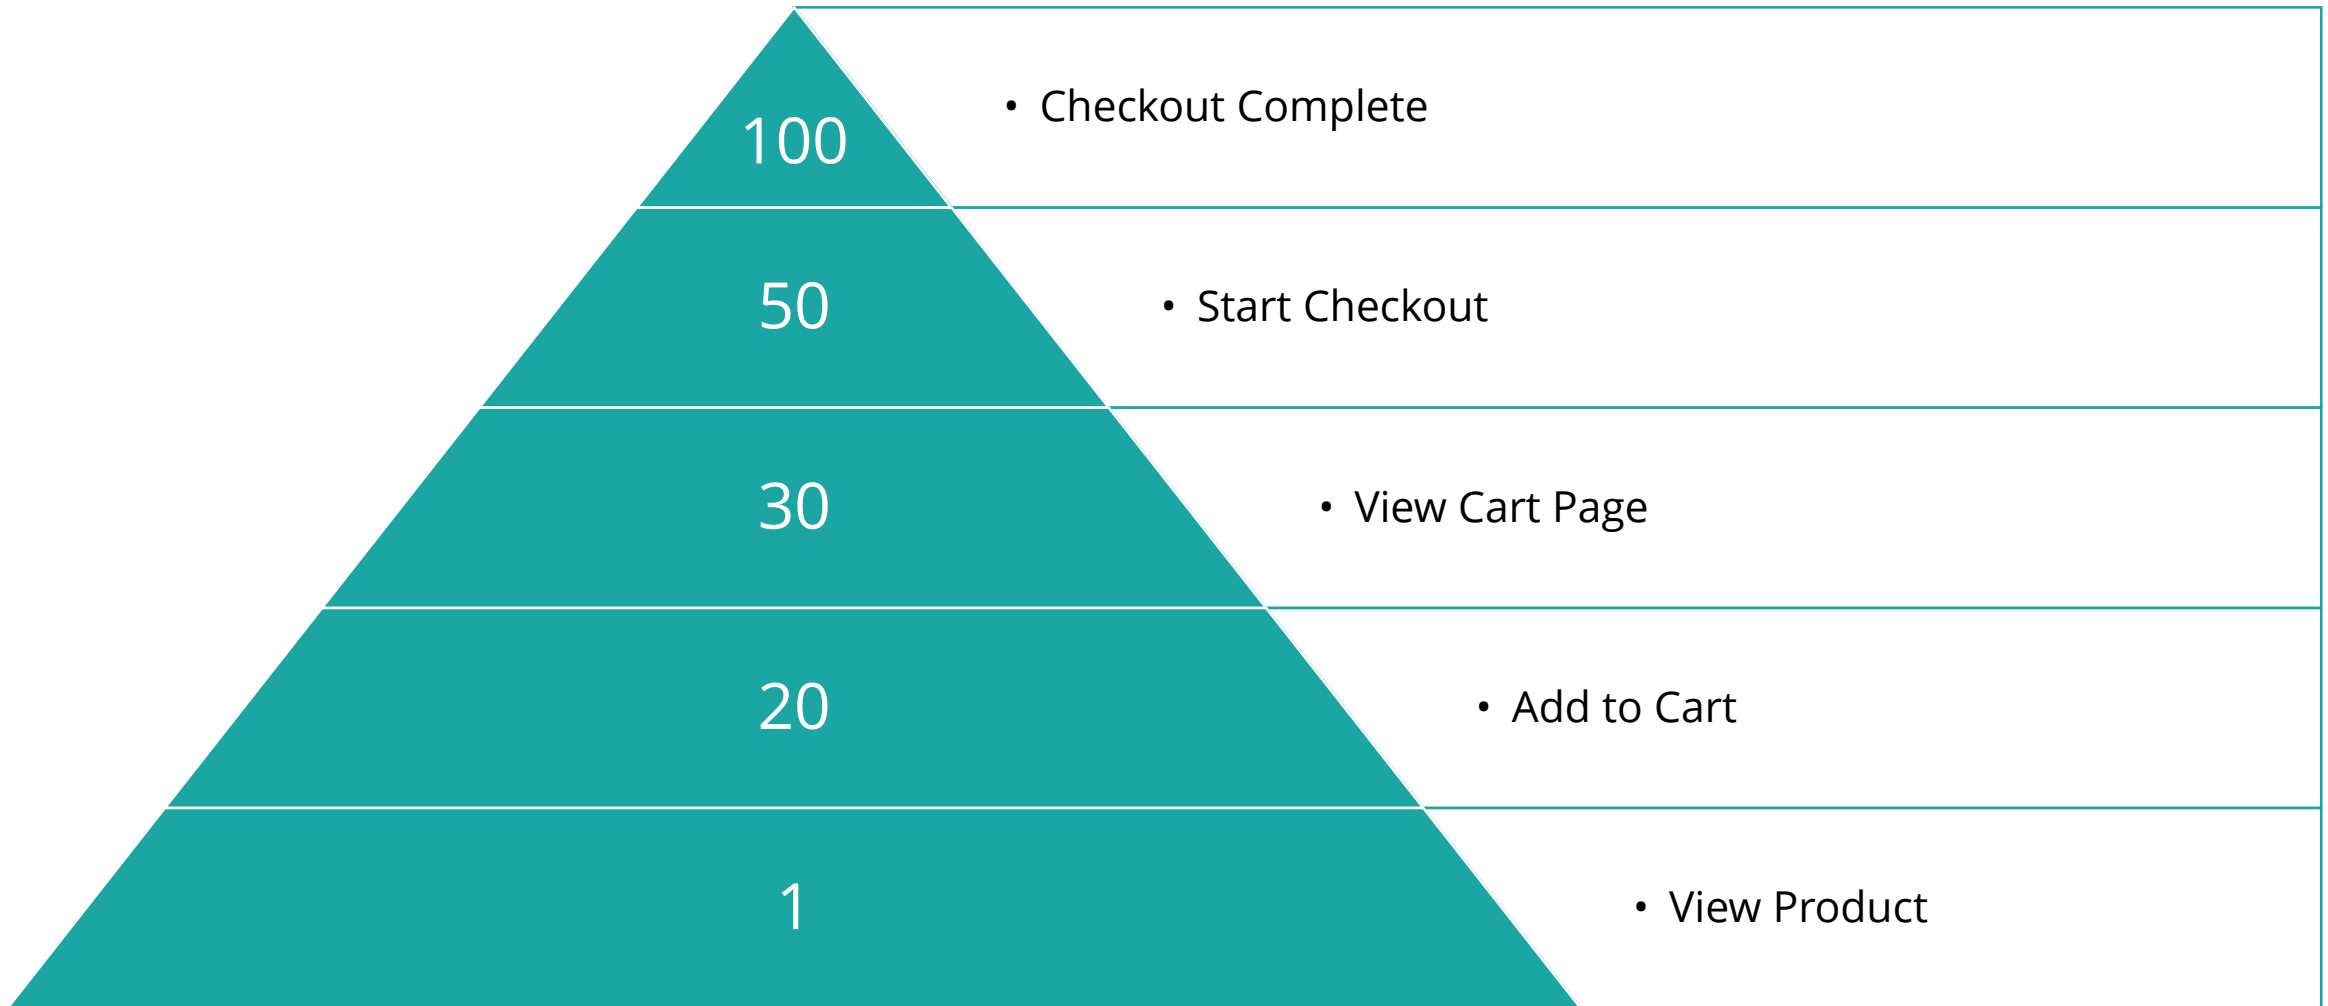 100
• Checkout Complete
50
• Start Checkout
30
• View Cart Page
20
• Add to Cart
1
• View Product